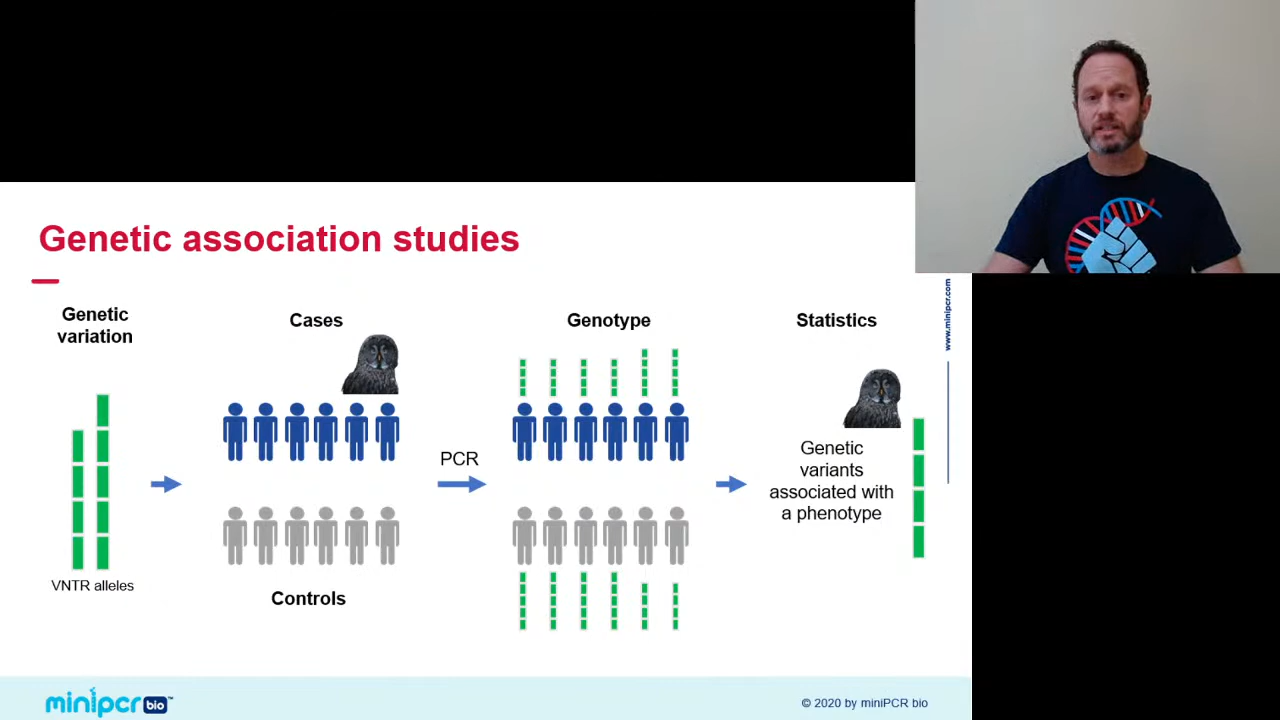 Genetic association studies
Genetic
variation
Cases
Genotype
Statistics
www.minipcr.com
PCR
Genetic
variants
associated with
a phenotype
VNTR alleles
Controls
minipcr bio™
© 2020 by miniPCR bio